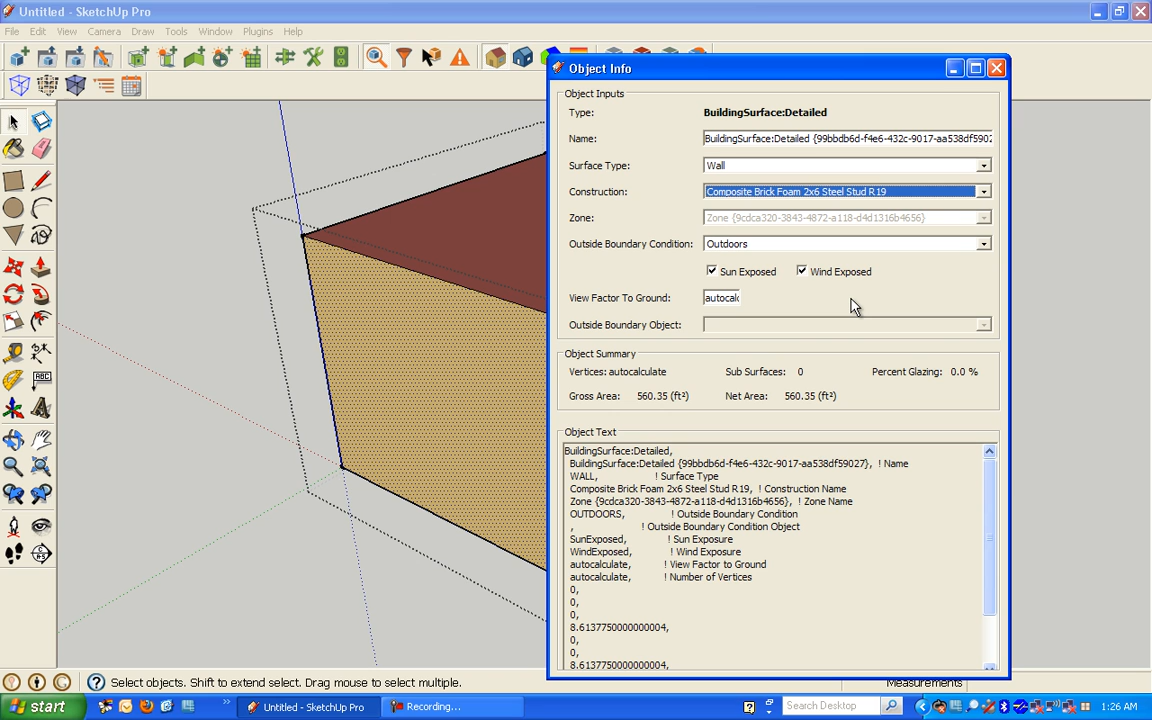 Untitled - SketchUp Pro
File Edit View Camera Draw Tools Window Plugins Help
Object Info
Object Inputs
Type: BuildingSurface:Detailed
Name: BuildingSurface:Detailed {99bbdb6d-f4e6-432c-9017-aa538df5902
Surface Type: Wall
Construction: Composite Brick Foam 2x6 Steel Stud R19
Zone: Zone {9cdca320-3843-4872-a118-d4d1316b4656}
Outside Boundary Condition: Outdoors
Sun Exposed Wind Exposed
View Factor To Ground: autocalc
Outside Boundary Object:
Object Summary
Vertices: autocalculate Sub Surfaces: 0 Percent Glazing: 0.0 %
Gross Area: 560.35 (ft²) Net Area: 560.35 (ft²)
Object Text
BuildingSurface:Detailed,
BuildingSurface:Detailed {99bbdb6d-f4e6-432c-9017-aa538df59027}, ! Name
WALL, ! Surface Type
Composite Brick Foam 2x6 Steel Stud R19, ! Construction Name
Zone {9cdca320-3843-4872-a118-d4d1316b4656}, ! Zone Name
OUTDOORS, ! Outside Boundary Condition
, ! Outside Boundary Condition Object
SunExposed, ! Sun Exposure
WindExposed, ! Wind Exposure
autocalculate, ! View Factor to Ground
autocalculate, ! Number of Vertices
0,
0,
0,
8.6137750000000004,
0,
0,
8.6137750000000004,
ABC
Select objects. Shift to extend select. Drag mouse to select multiple.
Measurements
start
Untitled - SketchUp Pro
Recording...
Search Desktop
1:26 AM